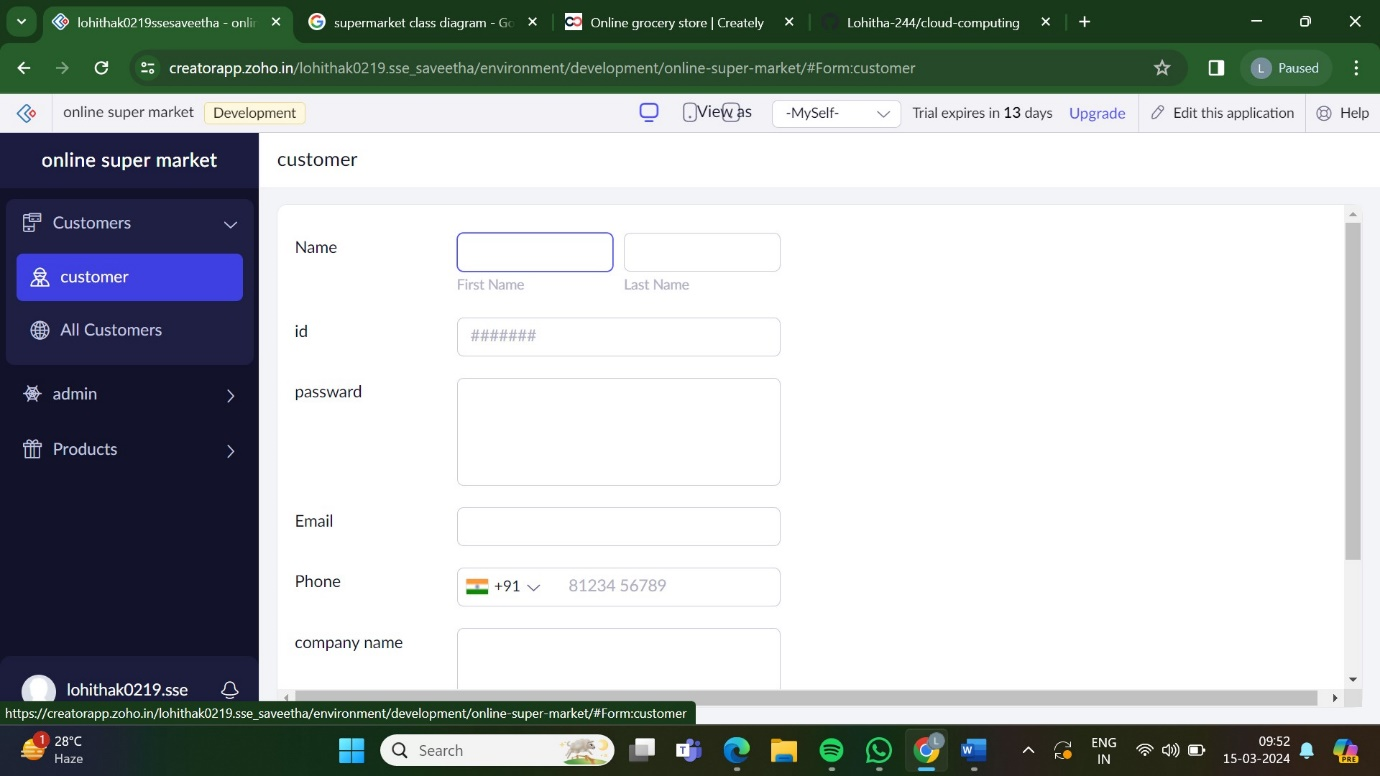 lohithak0219ssesaveetha - onlin
supermarket class diagram - Go
Online grocery store | Creately
Lohitha-244/cloud-computing
creatorapp.zoho.in/lohithak0219.sse_saveetha/environment/development/online-super-market/#Form:customer
L Paused
online super market Development
View as
-MySelf-
Trial expires in 13 days Upgrade
Edit this application
Help
online super market
customer
Customers
customer
All Customers
admin
Products
Name
First Name Last Name
id #######
passward
Email
Phone +91 81234 56789
company name
lohithak0219.sse
https://creatorapp.zoho.in/lohithak0219.sse_saveetha/environment/development/online-super-market/#Form:customer
1 28°C
Haze
Search
L
PRE
ENG
IN
09:52
15-03-2024